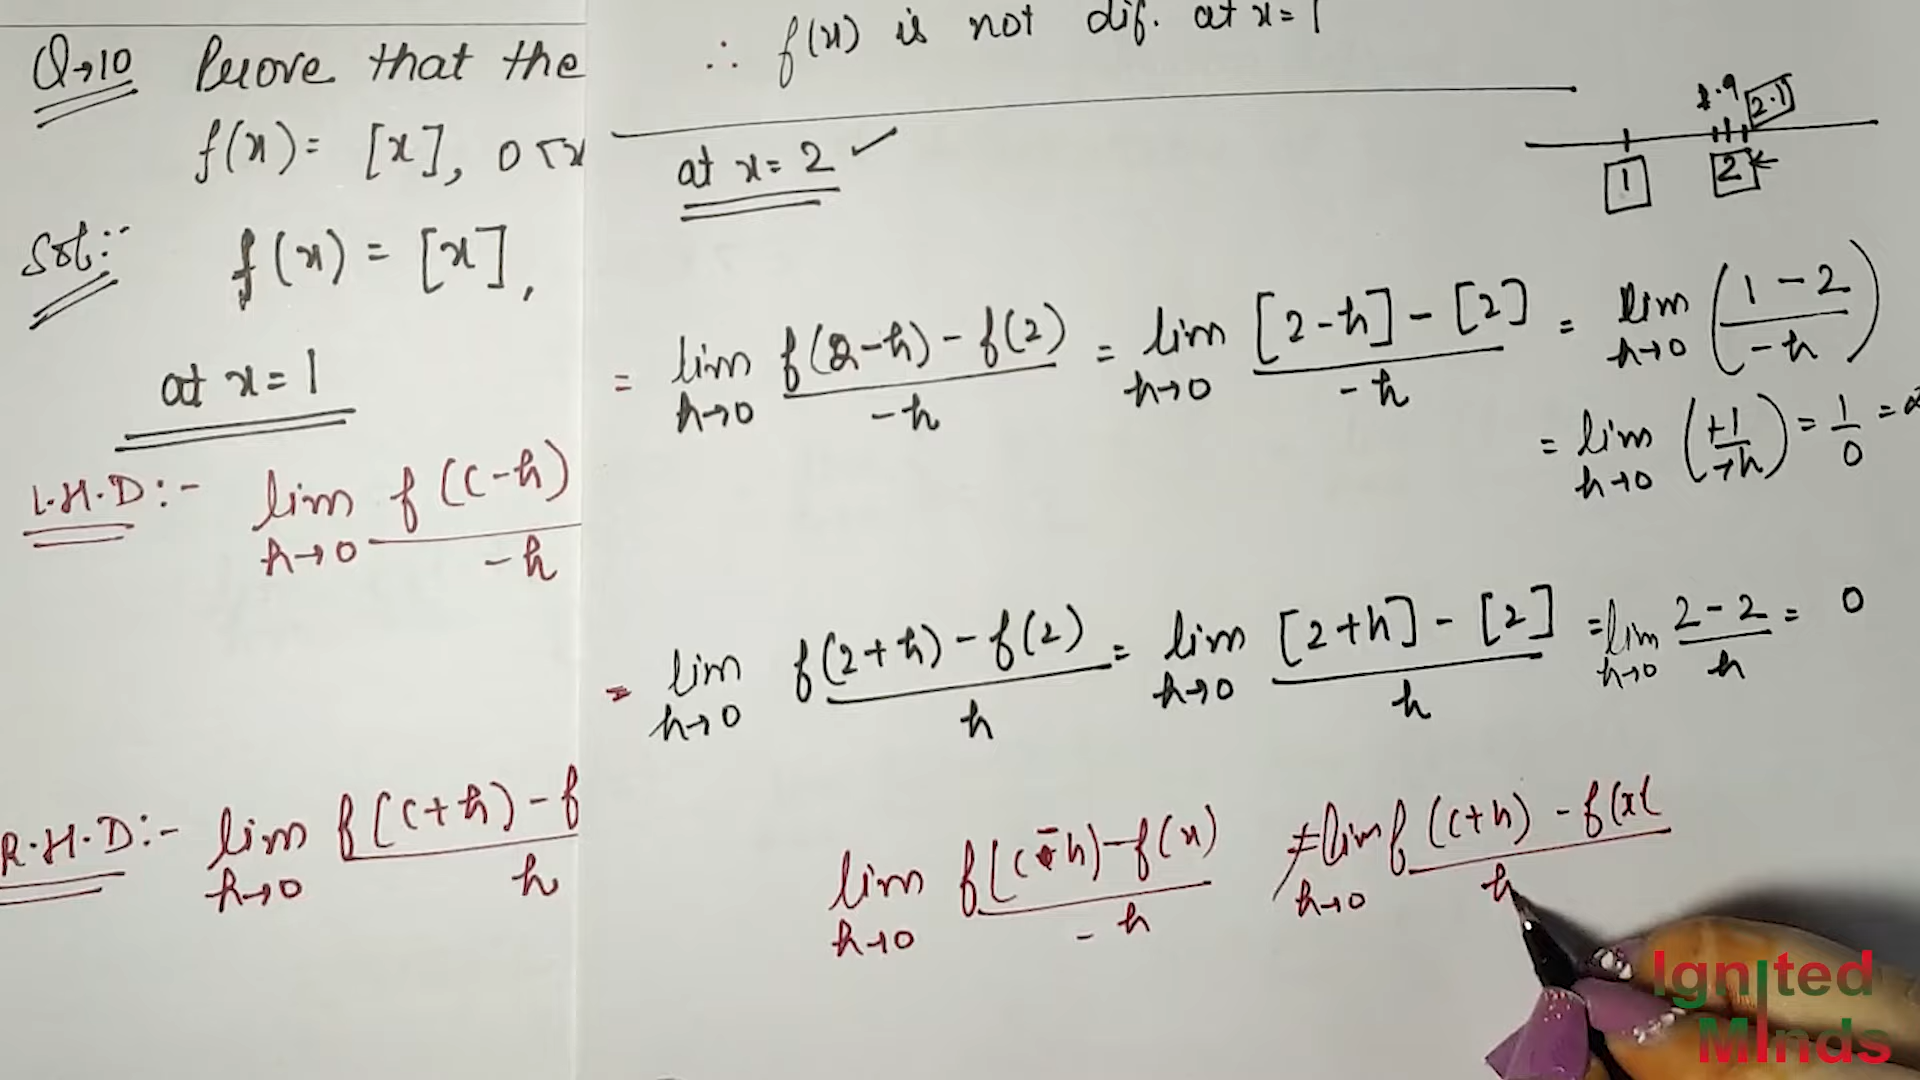 Q→10 Prove that the
f(x) = [x], 0 < x
Sol:- f(x) = [x],
at x = 1
L.H.D:- lim h→0 f(c-h) / -h
R.H.D:- lim h→0 f(c+h) - f / h
∴ f(x) is not dif. at x = 1
at x = 2 ✓
1.9 2.1
1 2 ←
= lim h→0 f(2-h) - f(2) / -h = lim h→0 [2-h] - [2] / -h = lim h→0 (1-2 / -h)
= lim h→0 (+1 / +h) = 1/0 = ∞
= lim h→0 f(2+h) - f(2) / h = lim h→0 [2+h] - [2] / h = lim h→0 2-2 / h = 0
lim h→0 f(c-h) - f(x) / -h ≠ lim h→0 f(c+h) - f(x( / h
Ignited
Minds